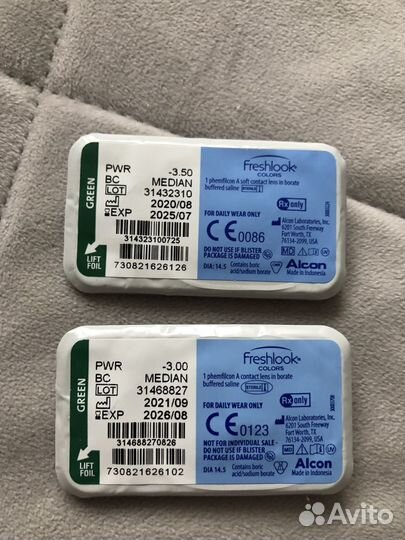 GREEN
LIFT FOIL
PWR -3.50
BC MEDIAN
LOT 31432310
2020/08
EXP 2025/07
314323100725
730821626126
Freshlook
COLORS
1 phemfilcon A soft contact lens in borate
buffered saline STERILE
Rx only
FOR DAILY WEAR ONLY
CE 0086
DO NOT USE IF BLISTER
PACKAGE IS DAMAGED
DIA: 14.5 Contains boric
acid/sodium borate
Alcon Laboratories, Inc.
6201 South Freeway
Fort Worth, TX
76134-2099, USA
MD
Alcon
Made in Indonesia
GREEN
LIFT FOIL
PWR -3.00
BC MEDIAN
LOT 31468827
2021/09
EXP 2026/08
314688270826
730821626102
Freshlook
COLORS
1 phemfilcon A contact lens in borate
buffered saline STERILE
Rx only
FOR DAILY WEAR ONLY
CE 0123
NOT FOR INDIVIDUAL SALE-
DO NOT USE IF BLISTER
PACKAGE IS DAMAGED
DIA 14.5 Contains boric
acid/sodium borate
Alcon Laboratories, Inc.
6201 South Freeway
Fort Worth, TX
76134-2099, USA
MD
Alcon
Made in Indonesia
Avito